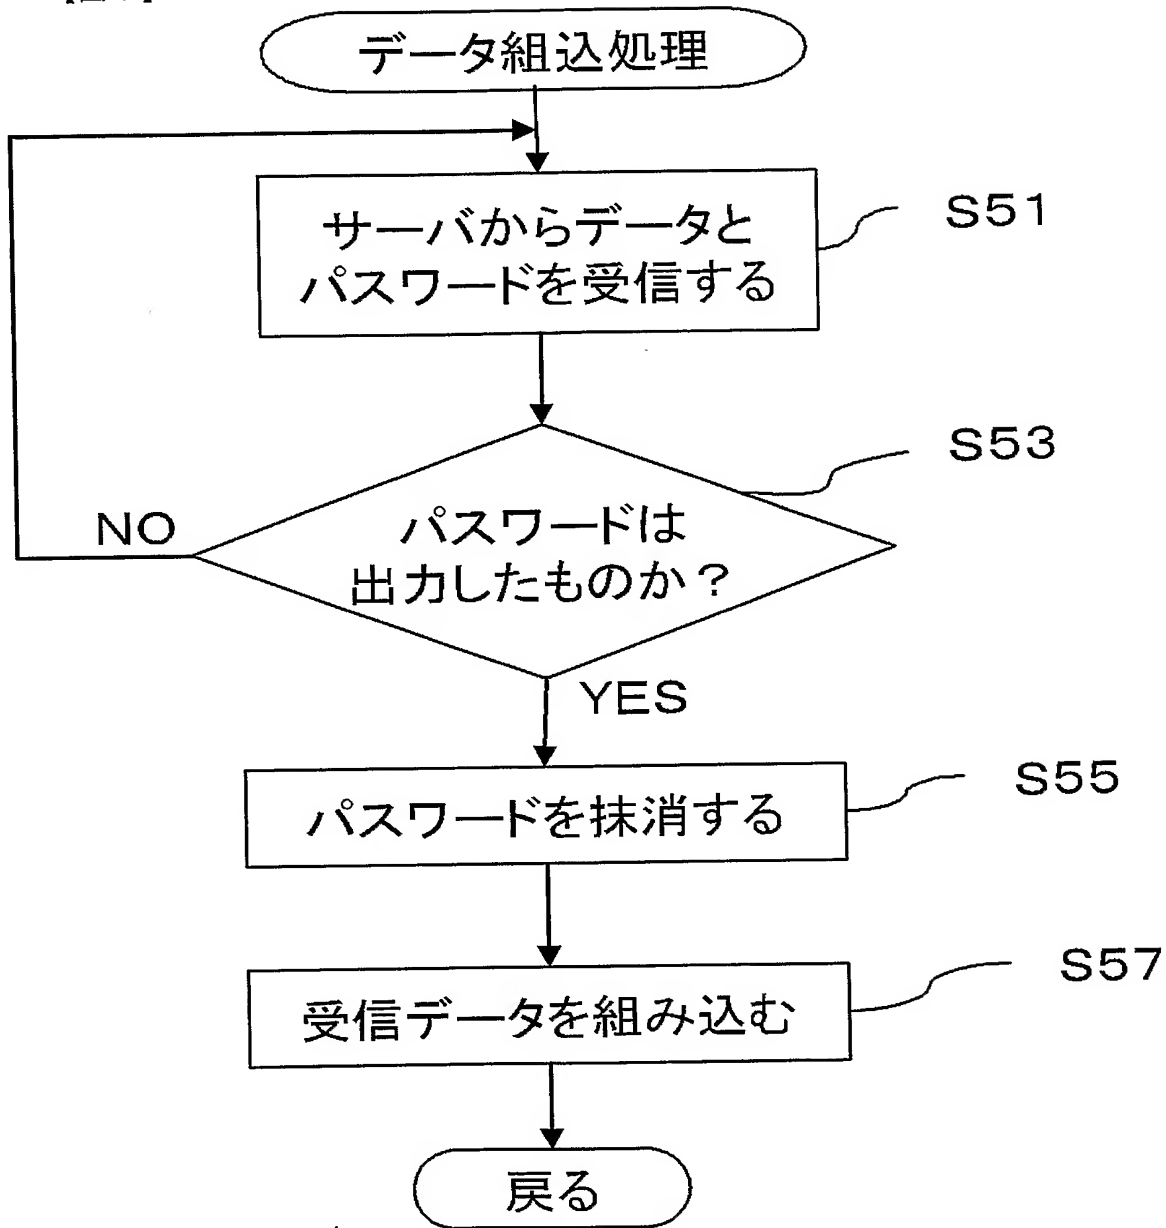 データ組込処理
サーバからデータと
パスワードを受信する
S51
S53
NO
パスワードは
出力したものか？
YES
S55
パスワードを抹消する
S57
受信データを組み込む
戻る